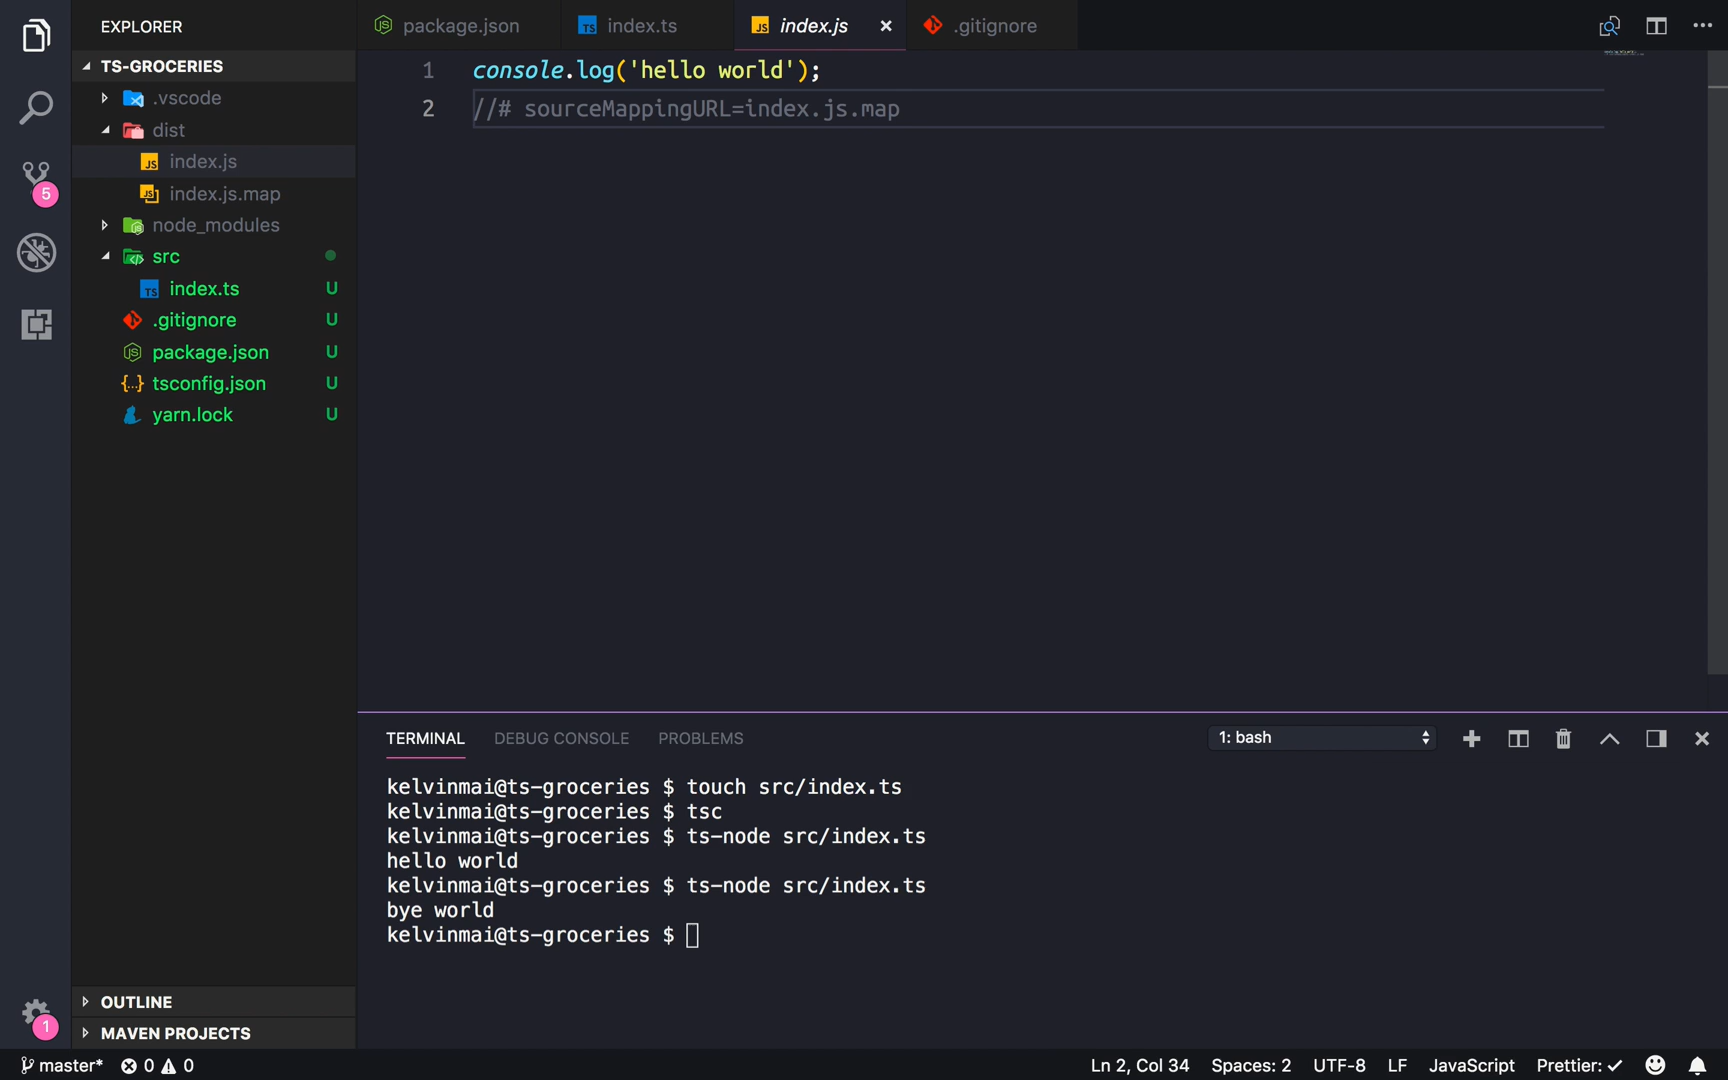 EXPLORER
TS-GROCERIES
.vscode
dist
index.js
index.js.map
node_modules
src
index.ts U
.gitignore U
package.json U
tsconfig.json U
yarn.lock U
OUTLINE
MAVEN PROJECTS
5
1
package.json index.ts index.js .gitignore
1 console.log('hello world');
2 //# sourceMappingURL=index.js.map
TERMINAL DEBUG CONSOLE PROBLEMS 1: bash
kelvinmai@ts-groceries $ touch src/index.ts
kelvinmai@ts-groceries $ tsc
kelvinmai@ts-groceries $ ts-node src/index.ts
hello world
kelvinmai@ts-groceries $ ts-node src/index.ts
bye world
kelvinmai@ts-groceries $
master* 0 0 Ln 2, Col 34 Spaces: 2 UTF-8 LF JavaScript Prettier: ✓